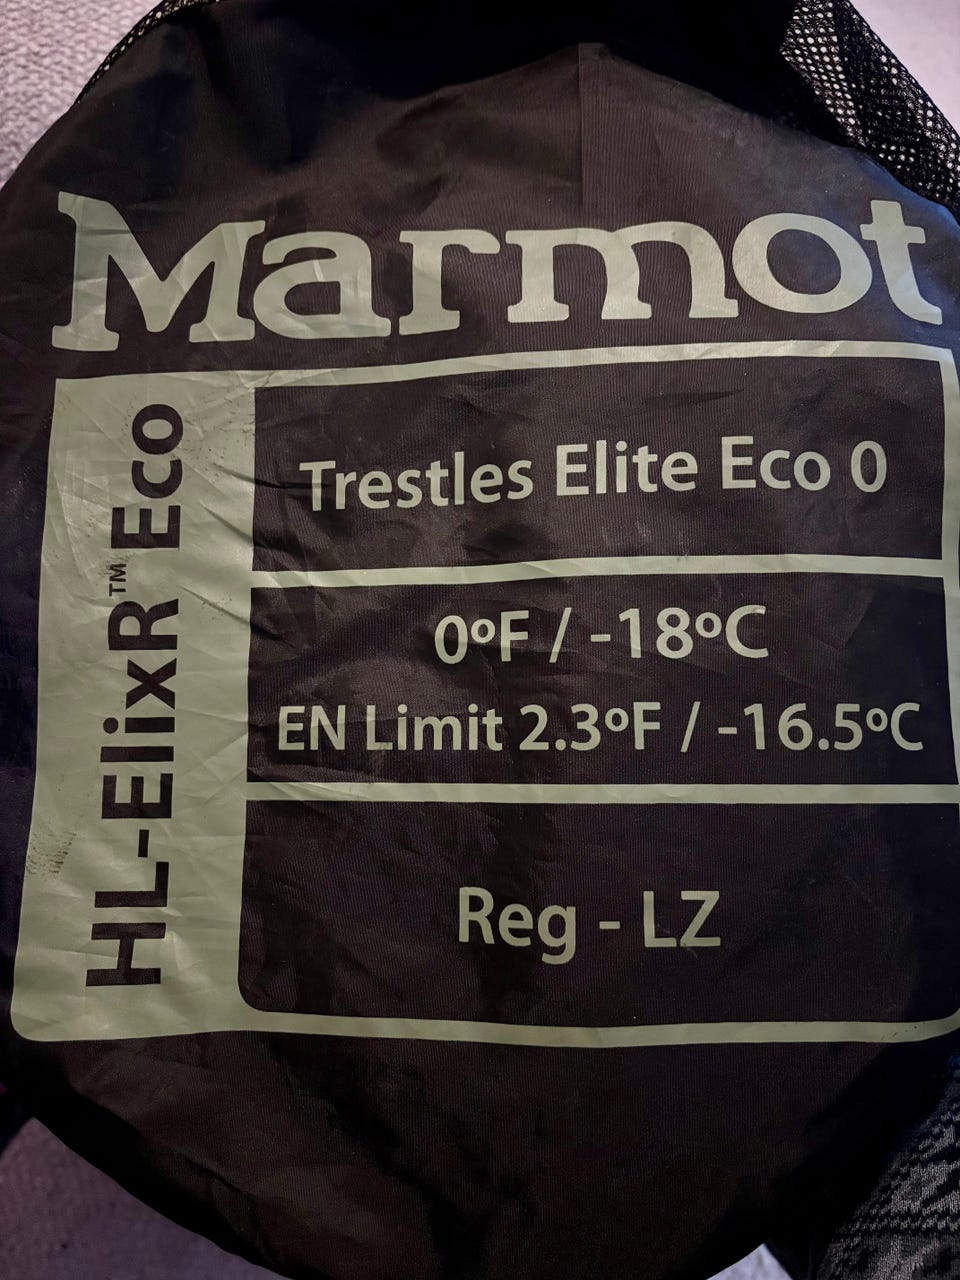 Marmot
HL-ElixR™ Eco
Trestles Elite Eco 0
0ºF / -18ºC
EN Limit 2.3ºF / -16.5ºC
Reg - LZ